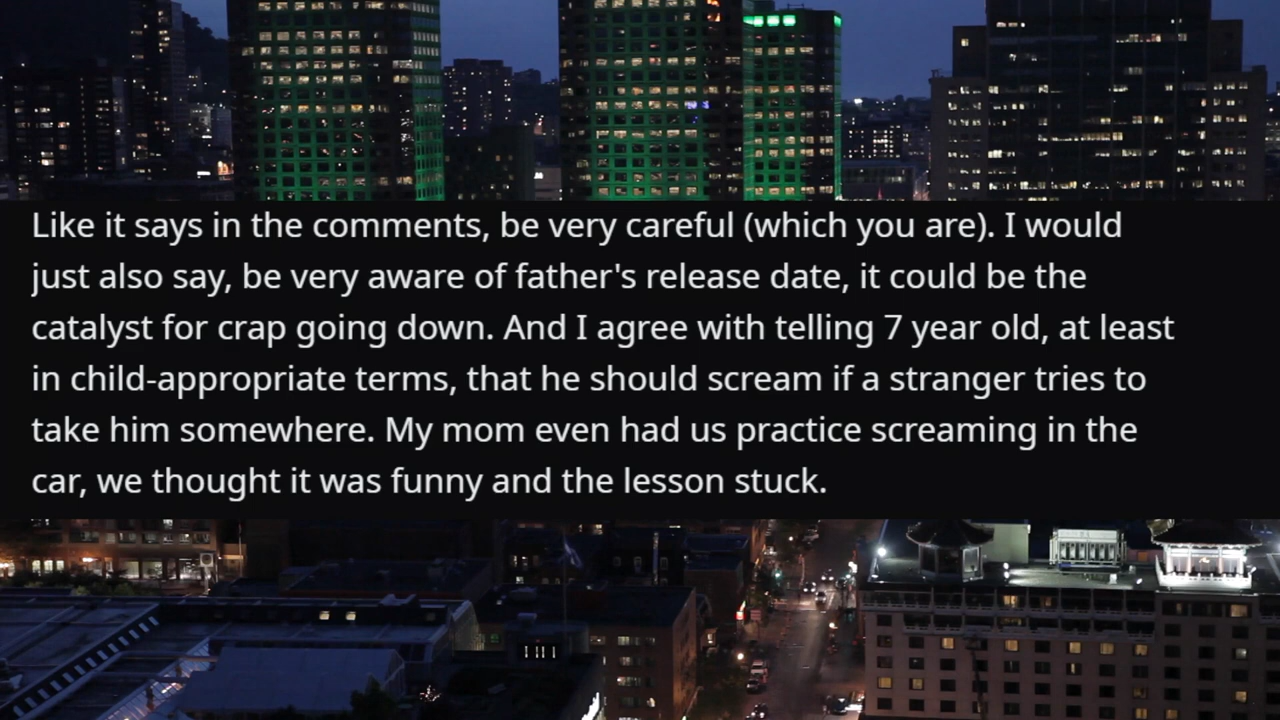 Like it says in the comments, be very careful (which you are). I would
just also say, be very aware of father's release date, it could be the
catalyst for crap going down. And I agree with telling 7 year old, at least
in child-appropriate terms, that he should scream if a stranger tries to
take him somewhere. My mom even had us practice screaming in the
car, we thought it was funny and the lesson stuck.